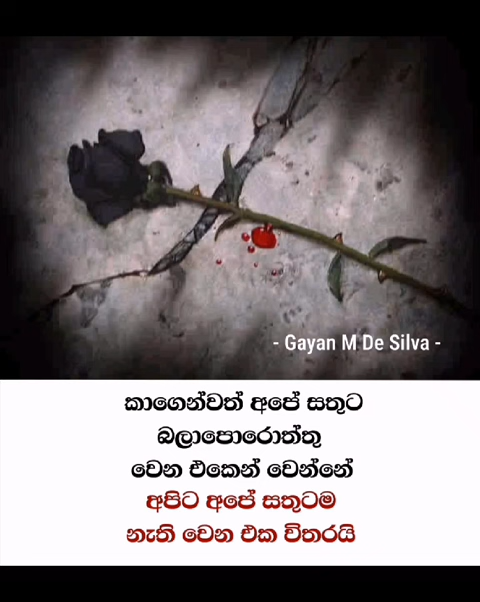 - Gayan M De Silva -
කාගෙන්වත් අපේ සතුට
බලාපොරොත්තු
වෙන එකෙන් වෙන්නේ
අපිට අපේ සතුටම
නැති වෙන එක විතරයි